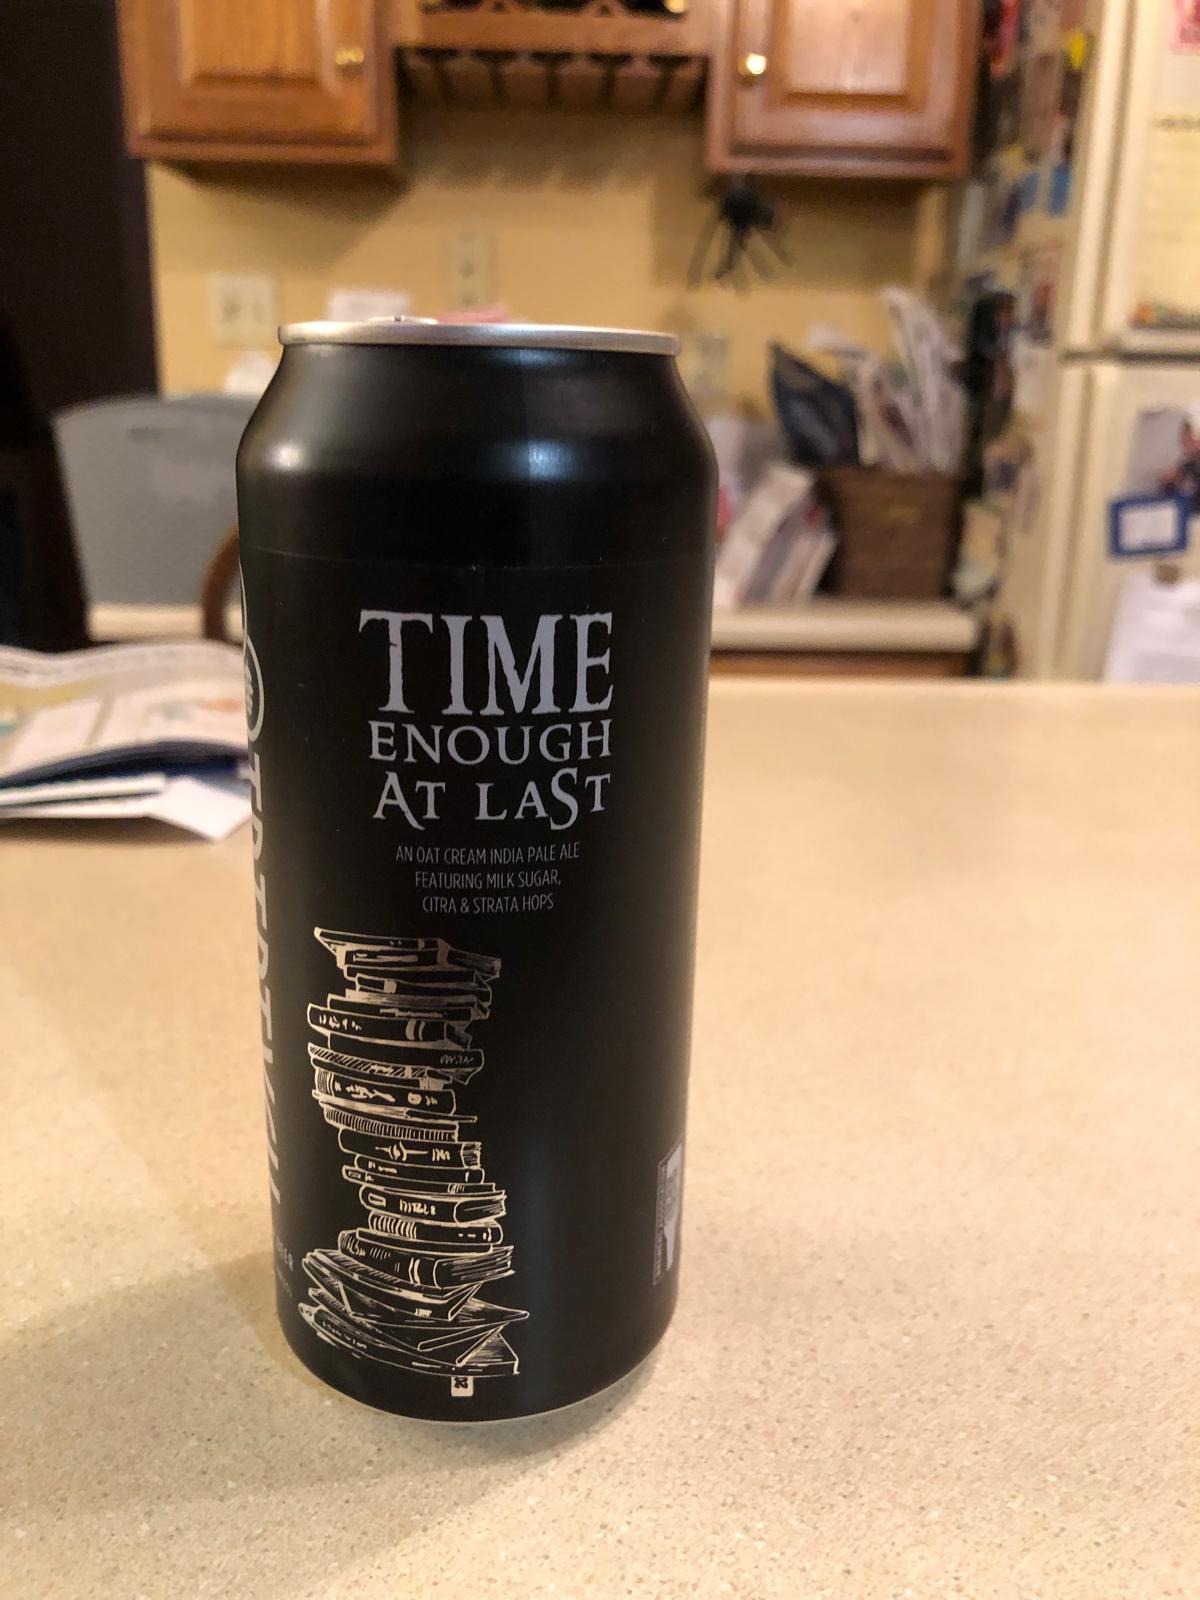 TIME
ENOUGH
AT LAST
AN OAT CREAM INDIA PALE ALE
FEATURING MILK SUGAR,
CITRA & STRATA HOPS